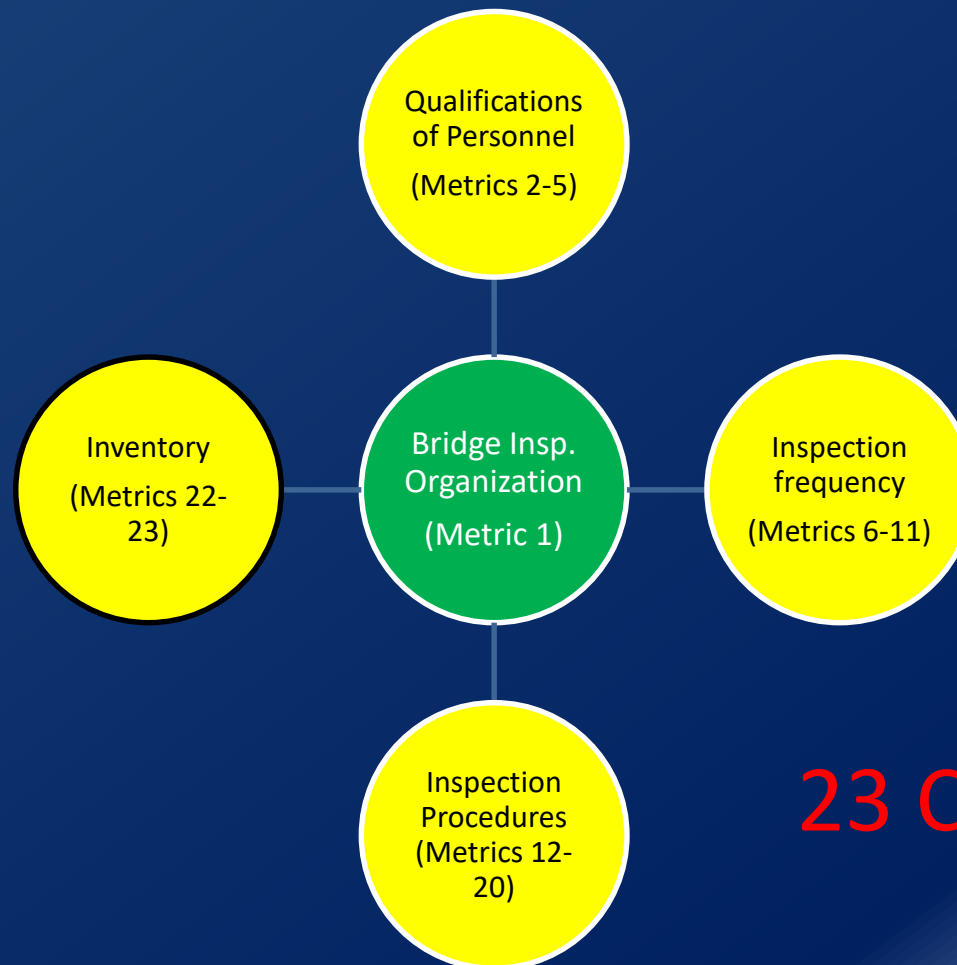 Qualifications
of Personnel
(Metrics 2-5)
Inventory
(Metrics 22-
23)
Bridge Insp.
Organization
(Metric 1)
Inspection
frequency
(Metrics 6-11)
Inspection
Procedures
(Metrics 12-
20)
23